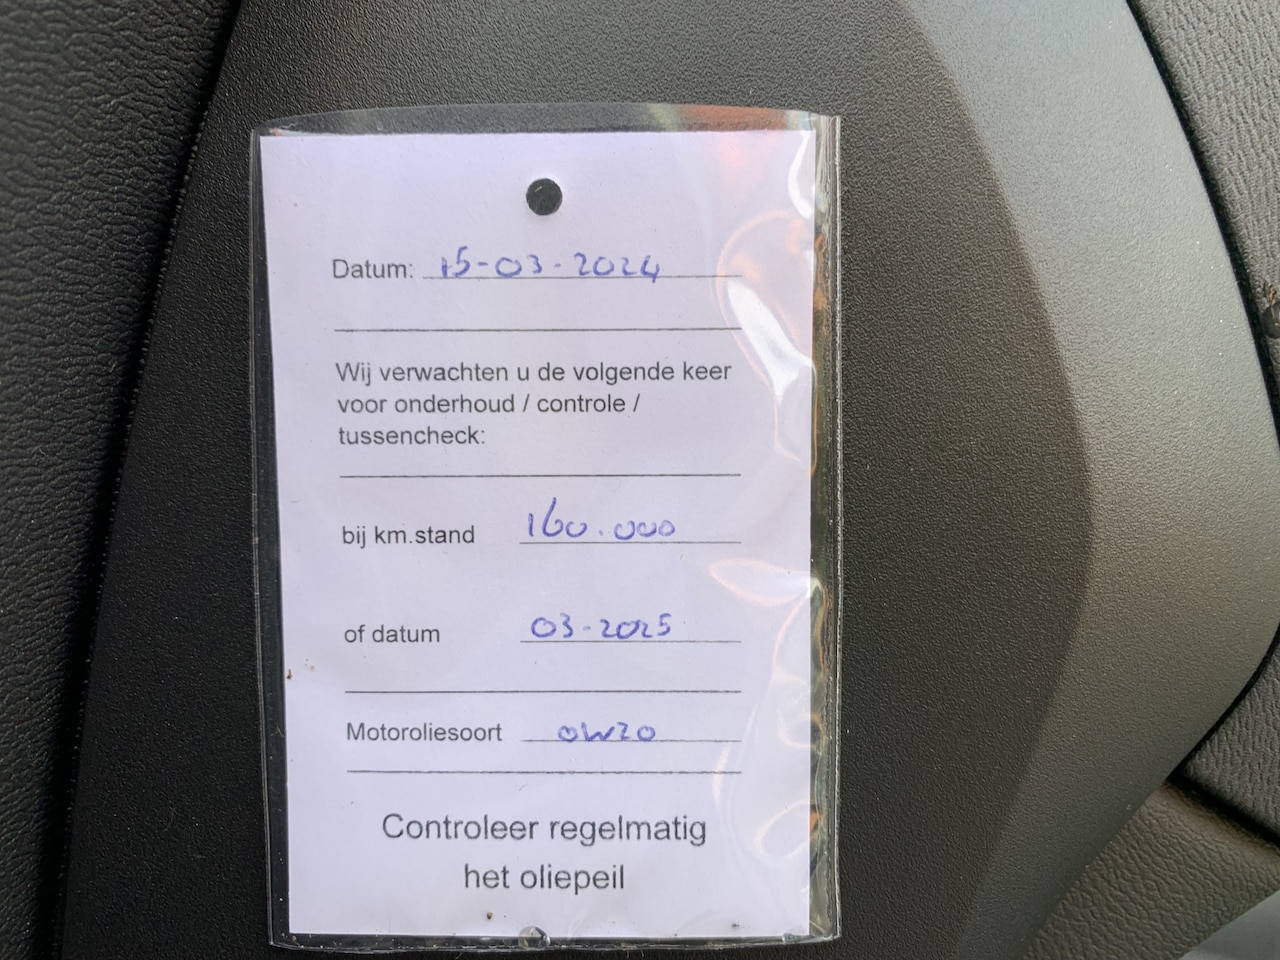 Datum: 15-03-2024
Wij verwachten u de volgende keer
voor onderhoud / controle /
tussencheck:
bij km.stand 160.000
of datum 03-2025
Motoroliesoort 0W20
Controleer regelmatig
het oliepeil